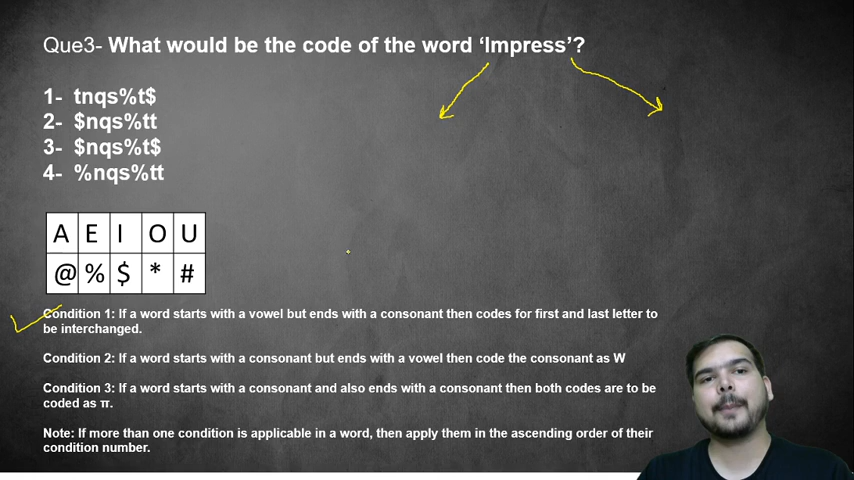 Que3- What would be the code of the word ‘Impress’?
1- tnqs%t$
2- $nqs%tt
3- $nqs%t$
4- %nqs%tt
A E I O U
@ % $ * #
Condition 1: If a word starts with a vowel but ends with a consonant then codes for first and last letter to
be interchanged.
Condition 2: If a word starts with a consonant but ends with a vowel then code the consonant as W
Condition 3: If a word starts with a consonant and also ends with a consonant then both codes are to be
coded as π.
Note: If more than one condition is applicable in a word, then apply them in the ascending order of their
condition number.